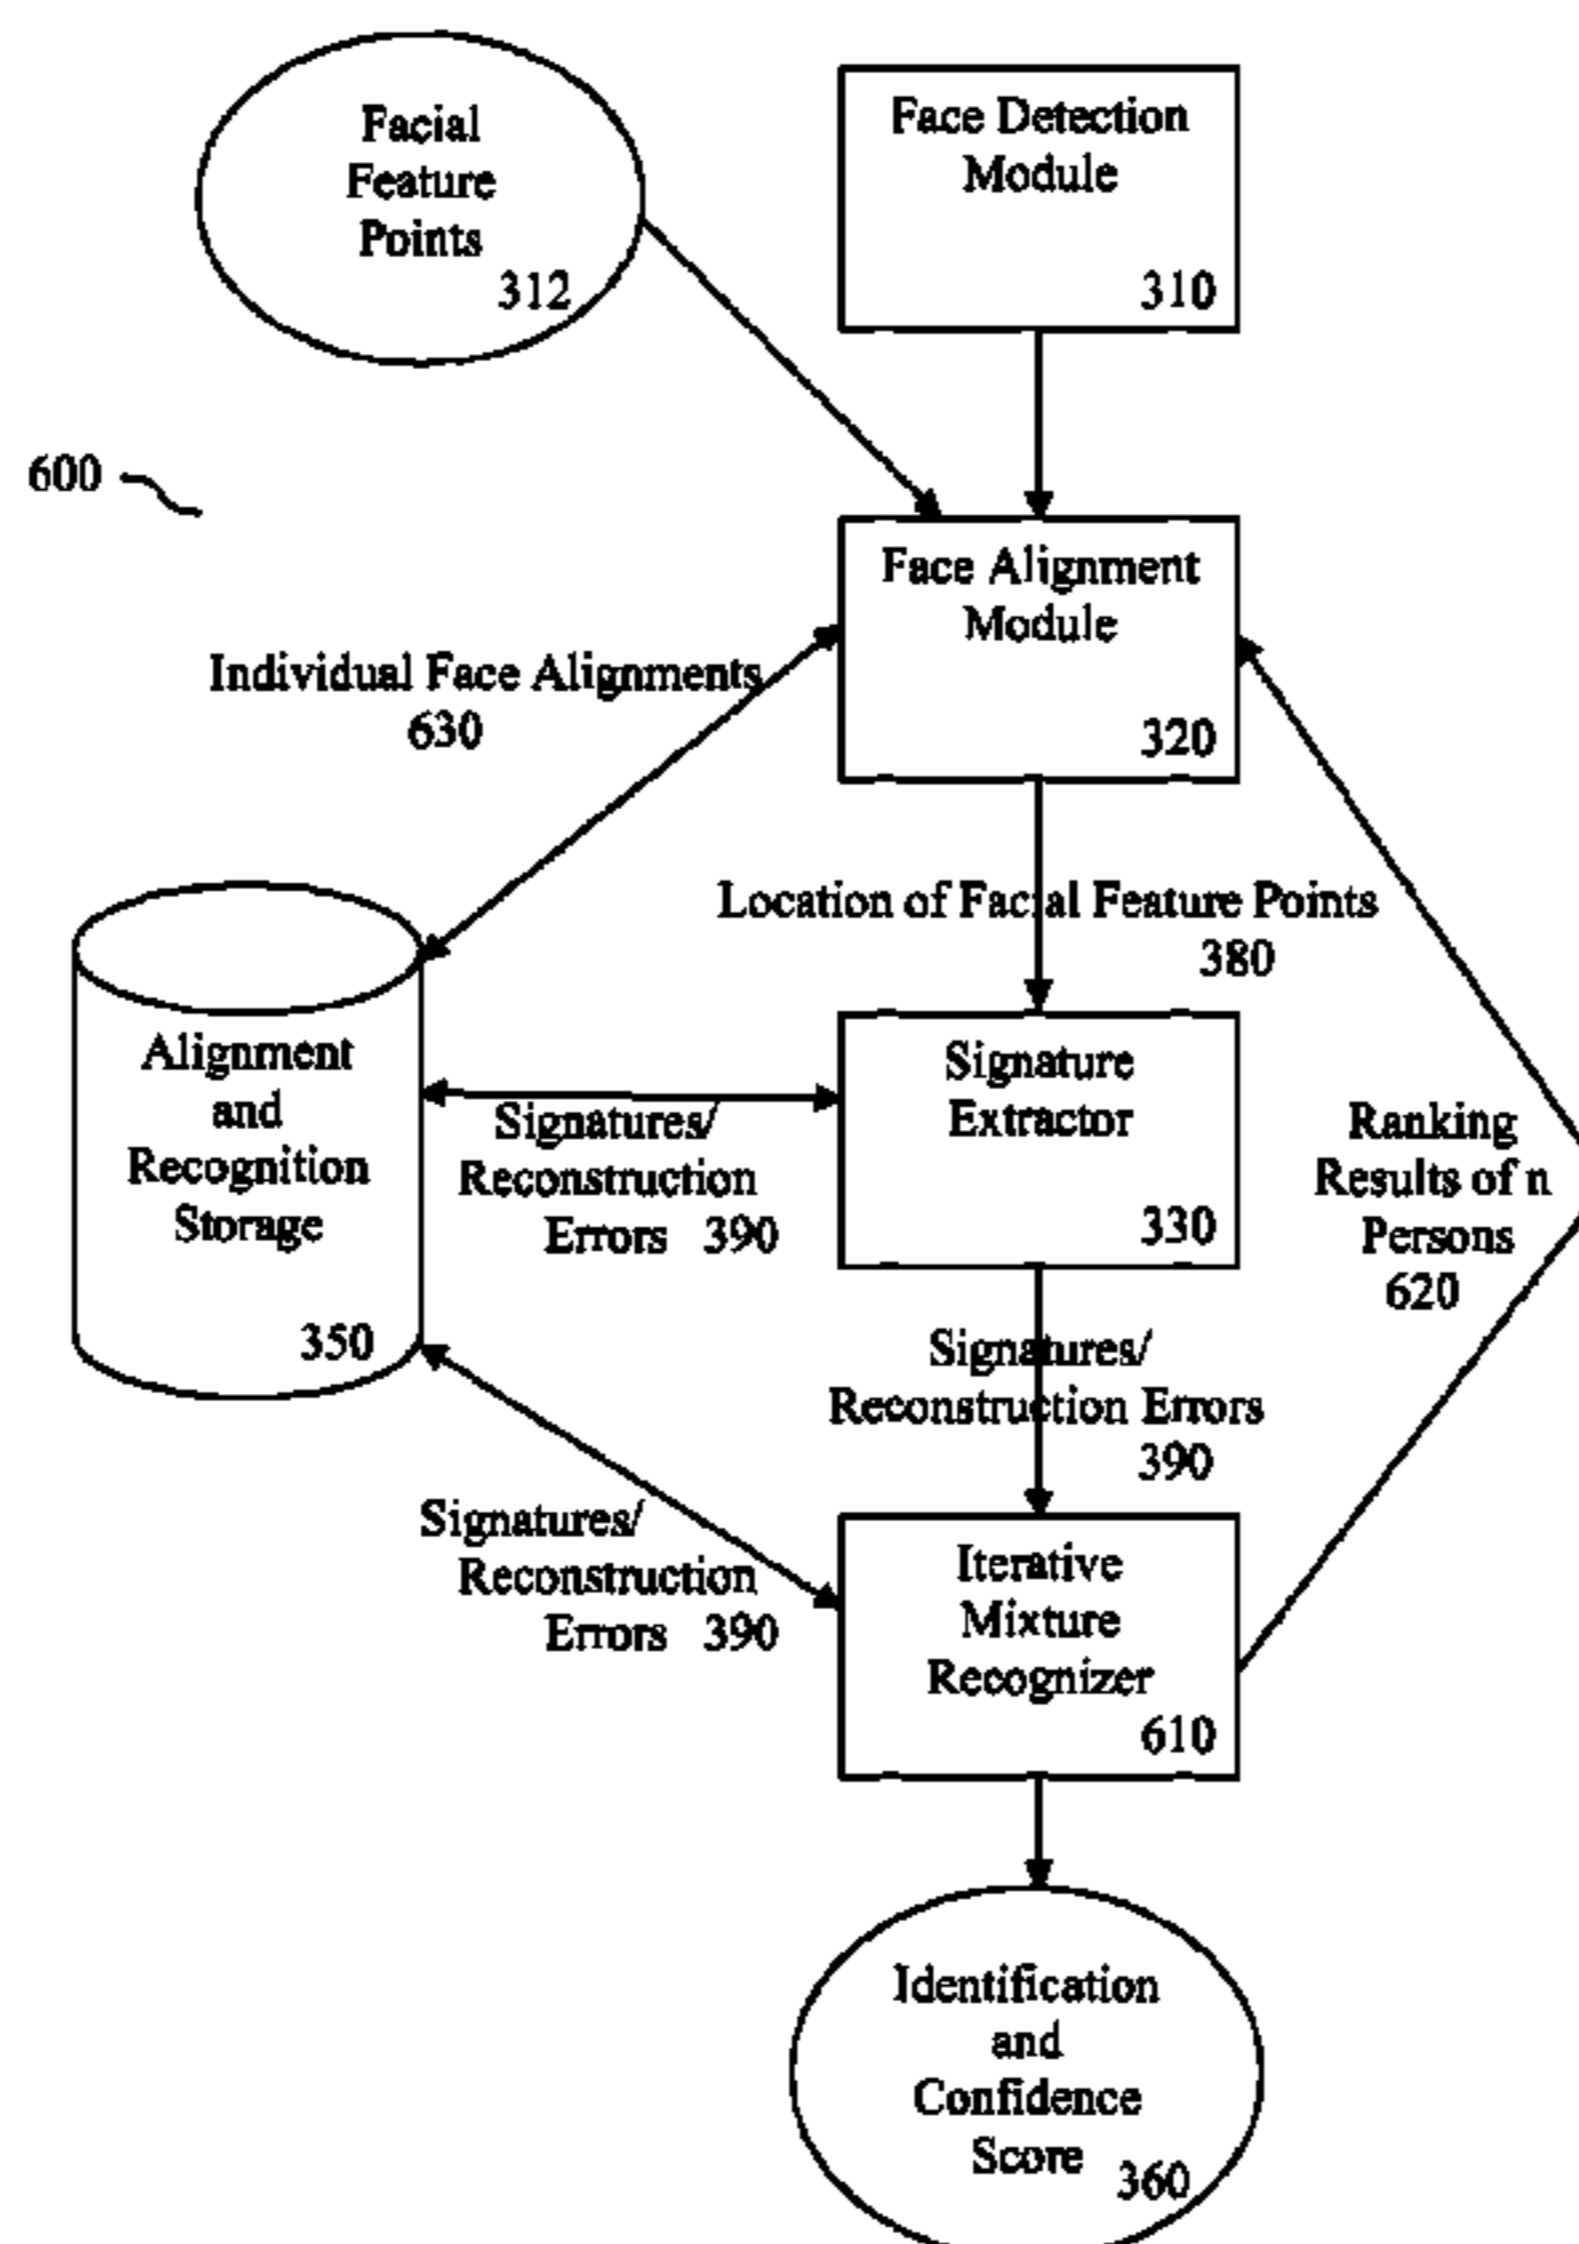 Facial
Feature
Points
312
Face Detection
Module
310
600
Face Alignment
Module
320
Individual Face Alignments
630
Location of Facial Feature Points
380
Alignment
and
Recognition
Storage
350
Signatures/
Reconstruction
Errors 390
Signature
Extractor
330
Ranking
Results of n
Persons
620
Signatures/
Reconstruction Errors
390
Signatures/
Reconstruction
Errors 390
Iterative
Mixture
Recognizer
610
Identification
and
Confidence
Score
360